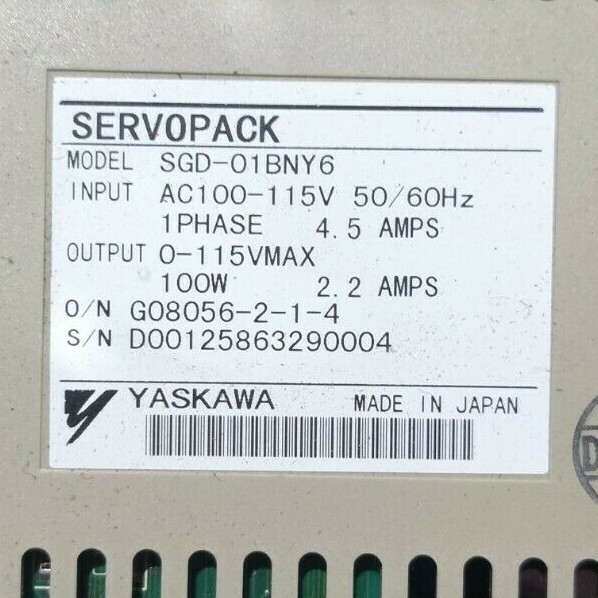 SERVOPACK
MODEL SGD-01BNY6
INPUT AC100-115V 50/60Hz
1PHASE 4.5 AMPS
OUTPUT 0-115VMAX
100W 2.2 AMPS
O/N G08056-2-1-4
S/N D00125863290004
YASKAWA MADE IN JAPAN